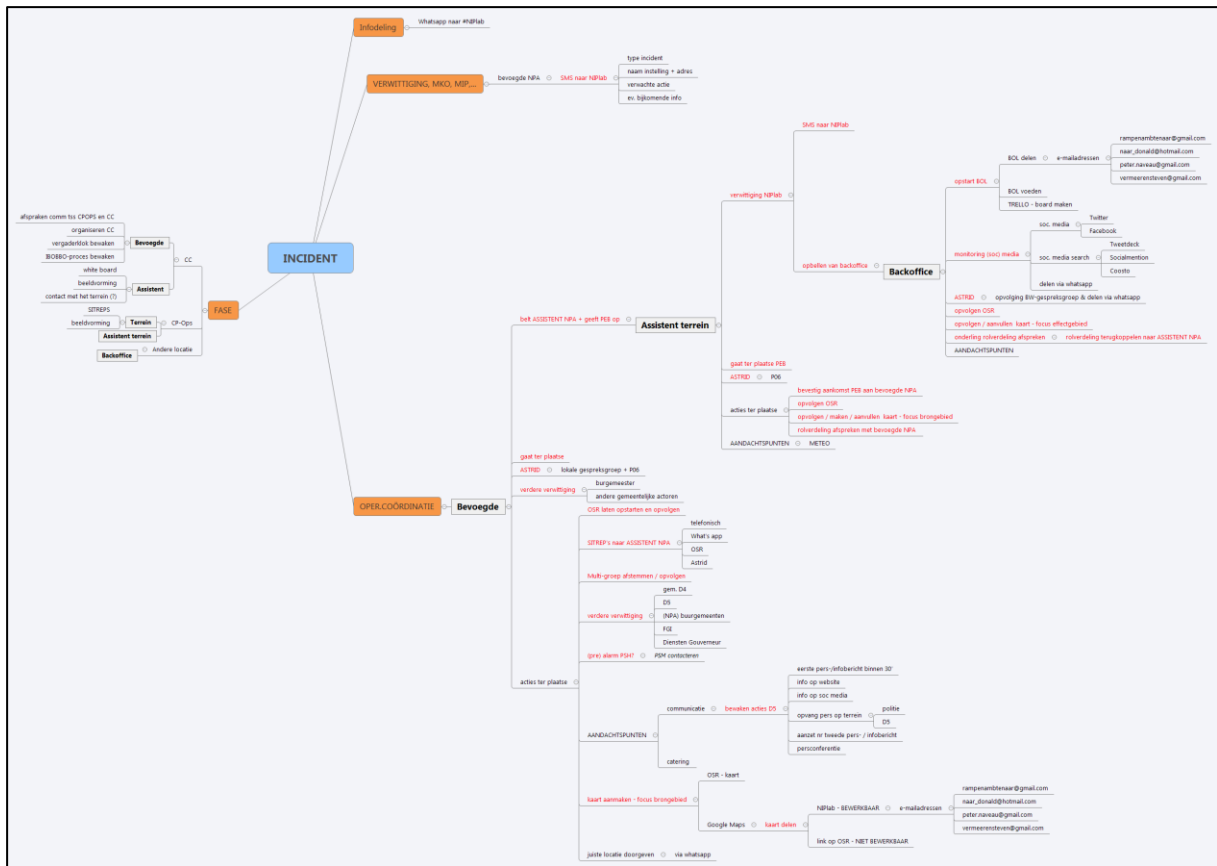 Infodeling
Whatsapp naar #NIPlab
VERWITTIGING, MKO, MIP,...
bevoegde NPA
SMS naar NIPlab
type incident
naam instelling + adres
verwachte actie
ev. bijkomende info
INCIDENT
FASE
CC
Bevoegde
afspraken comm tss CPOPS en CC
organiseren CC
vergaderklok bewaken
IBOBBO-proces bewaken
Assistent
white board
beeldvorming
contact met het terrein (?)
CP-Ops
Terrein
SITREPS
beeldvorming
Assistent terrein
Andere locatie
Backoffice
OPER.COÖRDINATIE
Bevoegde
belt ASSISTENT NPA + geeft PEB op
Assistent terrein
verwittiging NIPlab
SMS naar NIPlab
opbellen van backoffice
Backoffice
opstart BOL
BOL delen
e-mailadressen
rampenambtenaar@gmail.com
naar_donald@hotmail.com
peter.naveau@gmail.com
vermeerensteven@gmail.com
BOL voeden
TRELLO - board maken
monitoring (soc) media
soc. media
Twitter
Facebook
soc. media search
Tweetdeck
Socialmention
Coosto
delen via whatsapp
ASTRID
opvolging BW-gespreksgroep & delen via whatsapp
opvolgen OSR
opvolgen / aanvullen kaart - focus effectgebied
onderling rolverdeling afspreken
rolverdeling terugkoppelen naar ASSISTENT NPA
AANDACHTSPUNTEN
gaat ter plaatse PEB
ASTRID
P06
acties ter plaatse
bevestig aankomst PEB aan bevoegde NPA
opvolgen OSR
opvolgen / maken / aanvullen kaart - focus brongebied
rolverdeling afspreken met bevoegde NPA
AANDACHTSPUNTEN
METEO
gaat ter plaatse
ASTRID
lokale gespreksgroep + P06
verdere verwittiging
burgemeester
andere gemeentelijke actoren
acties ter plaatse
OSR laten opstarten en opvolgen
SITREP's naar ASSISTENT NPA
telefonisch
What's app
OSR
Astrid
Multi-groep afstemmen / opvolgen
verdere verwittiging
gem. D4
D5
(NPA) buurgemeenten
FGI
Diensten Gouverneur
(pre) alarm PSH?
PSM contacteren
AANDACHTSPUNTEN
communicatie
bewaken acties D5
eerste pers-/infobericht binnen 30'
info op website
info op soc media
opvang pers op terrein
politie
D5
aanzet nr tweede pers- / infobericht
persconferentie
catering
kaart aanmaken - focus brongebied
OSR - kaart
Google Maps
kaart delen
NIPlab - BEWERKBAAR
e-mailadressen
rampenambtenaar@gmail.com
naar_donald@hotmail.com
peter.naveau@gmail.com
vermeerensteven@gmail.com
link op OSR - NIET BEWERKBAAR
juiste locatie doorgeven
via whatsapp